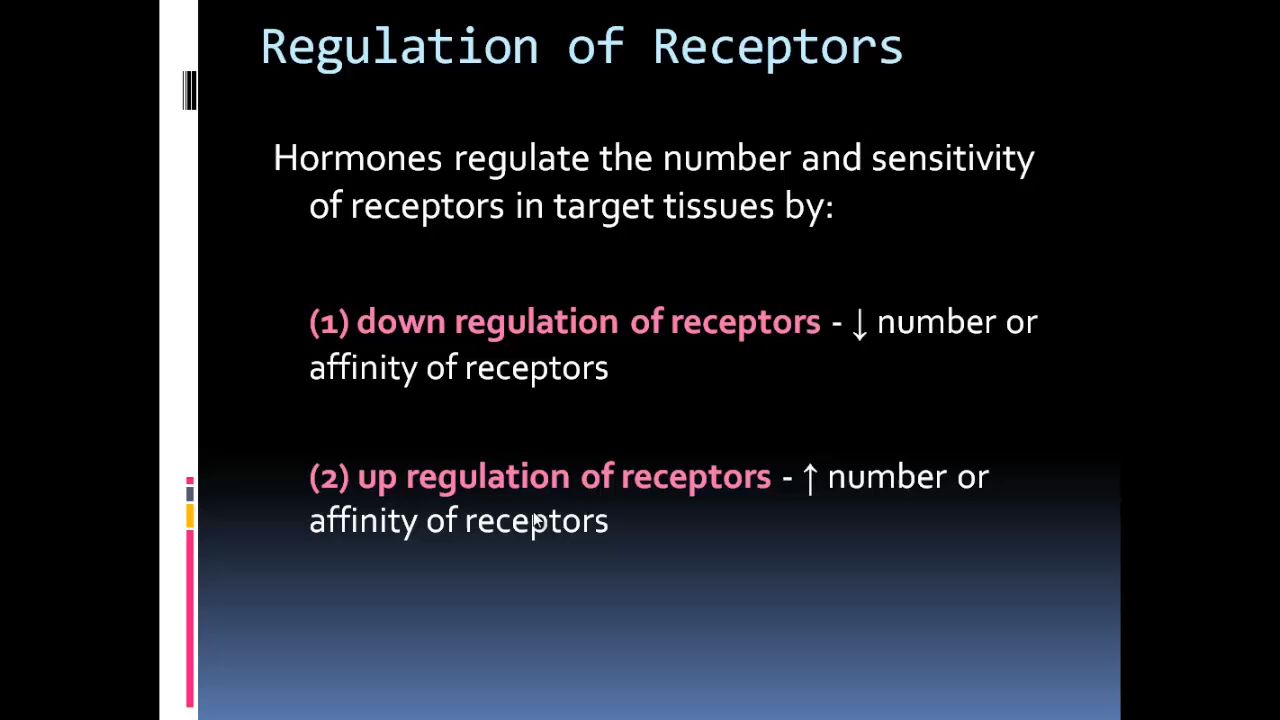 Regulation of Receptors
Hormones regulate the number and sensitivity
of receptors in target tissues by:
(1) down regulation of receptors - ↓ number or
affinity of receptors
(2) up regulation of receptors - ↑ number or
affinity of receptors